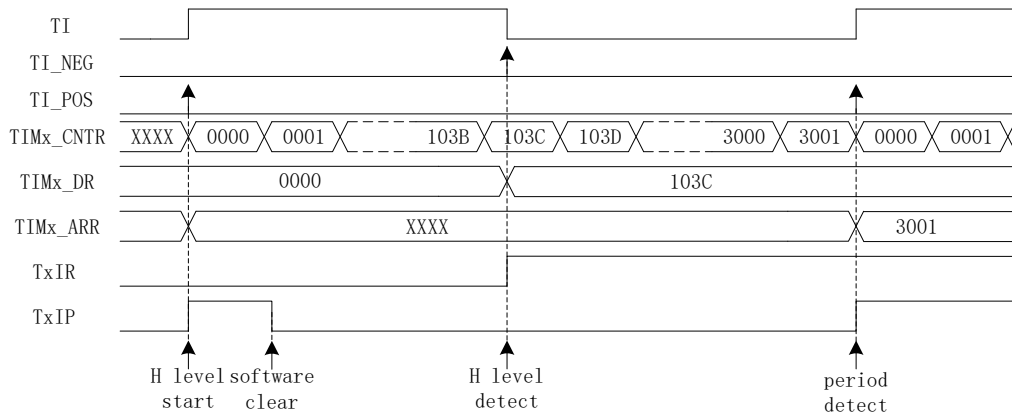 TI
TI_NEG
TI_POS
TIMx_CNTR XXXX 0000 0001 103B 103C 103D 3000 3001 0000 0001
TIMx_DR 0000 103C
TIMx_ARR XXXX 3001
TxIR
TxIP
H level start
software clear
H level detect
period detect